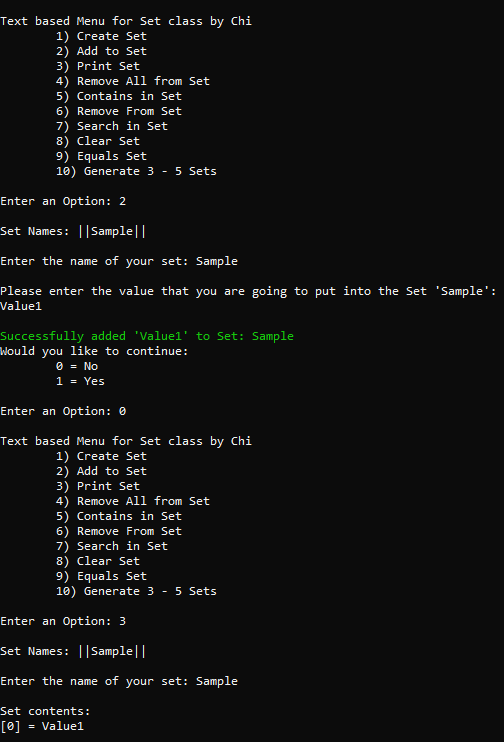 Text based Menu for Set class by Chi
1) Create Set
2) Add to Set
3) Print Set
4) Remove All from Set
5) Contains in Set
6) Remove From Set
7) Search in Set
8) Clear Set
9) Equals Set
10) Generate 3 - 5 Sets
Enter an Option: 2
Set Names: ||Sample||
Enter the name of your set: Sample
Please enter the value that you are going to put into the Set 'Sample':
Value1
Successfully added 'Value1' to Set: Sample
Would you like to continue:
0 = No
1 = Yes
Enter an Option: 0
Text based Menu for Set class by Chi
1) Create Set
2) Add to Set
3) Print Set
4) Remove All from Set
5) Contains in Set
6) Remove From Set
7) Search in Set
8) Clear Set
9) Equals Set
10) Generate 3 - 5 Sets
Enter an Option: 3
Set Names: ||Sample||
Enter the name of your set: Sample
Set contents:
[0] = Value1